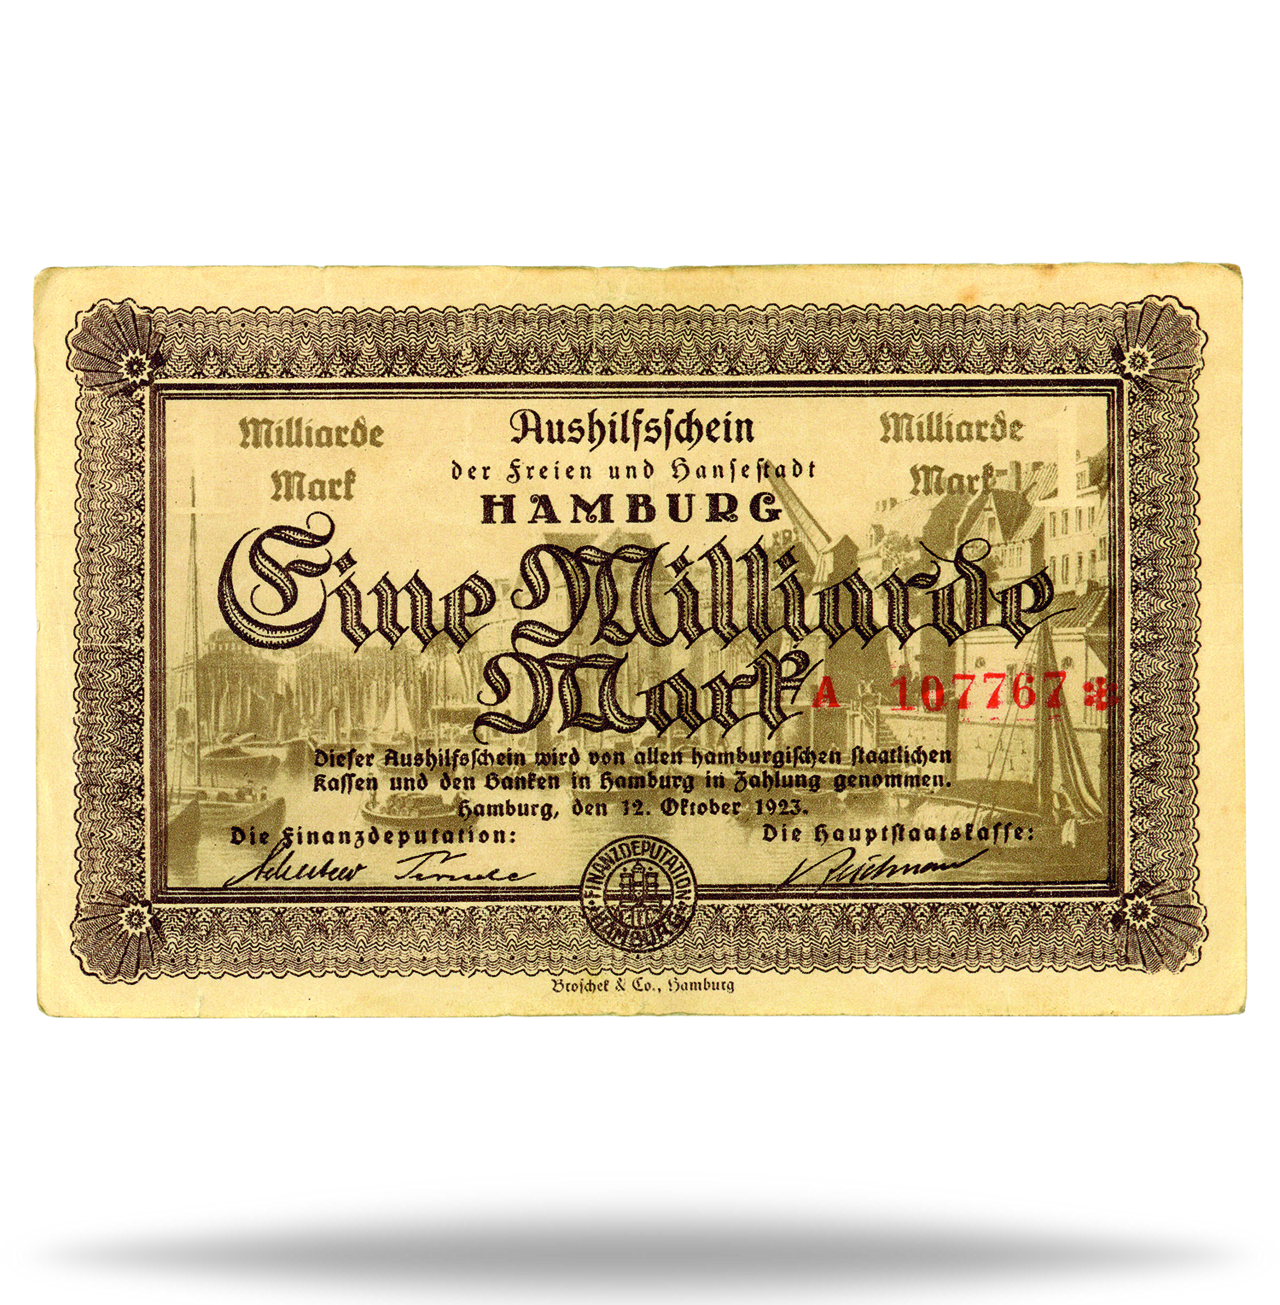 Milliarde
Mark
Milliarde
Mark
Aushilfsschein
der Freien und Hansestadt
HAMBURG
Eine Milliarde
Mark
A 107767 *
Dieser Aushilfsschein wird von allen hamburgischen staatlichen
Kassen und den Banken in Hamburg in Zahlung genommen.
Hamburg, den 12. Oktober 1923.
Die Finanzdeputation:
Die Hauptstaatskasse:
FINANZDEPUTATION
HAMBURG
Broschek & Co., Hamburg